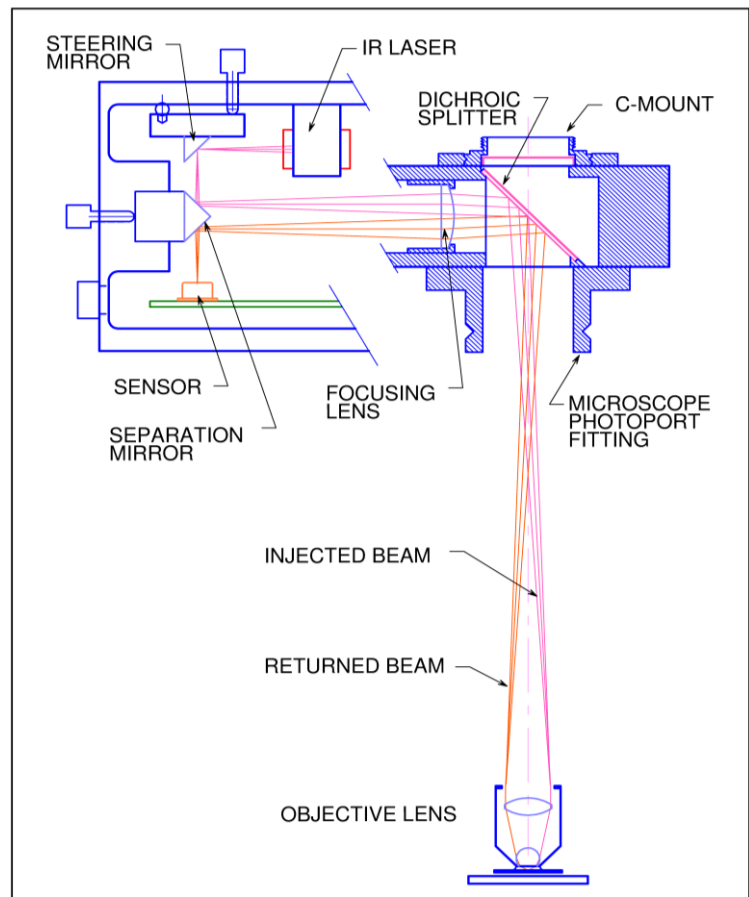 STEERING
MIRROR
IR LASER
DICHROIC
SPLITTER
C-MOUNT
SENSOR
SEPARATION
MIRROR
FOCUSING
LENS
MICROSCOPE
PHOTOPORT
FITTING
INJECTED BEAM
RETURNED BEAM
OBJECTIVE LENS